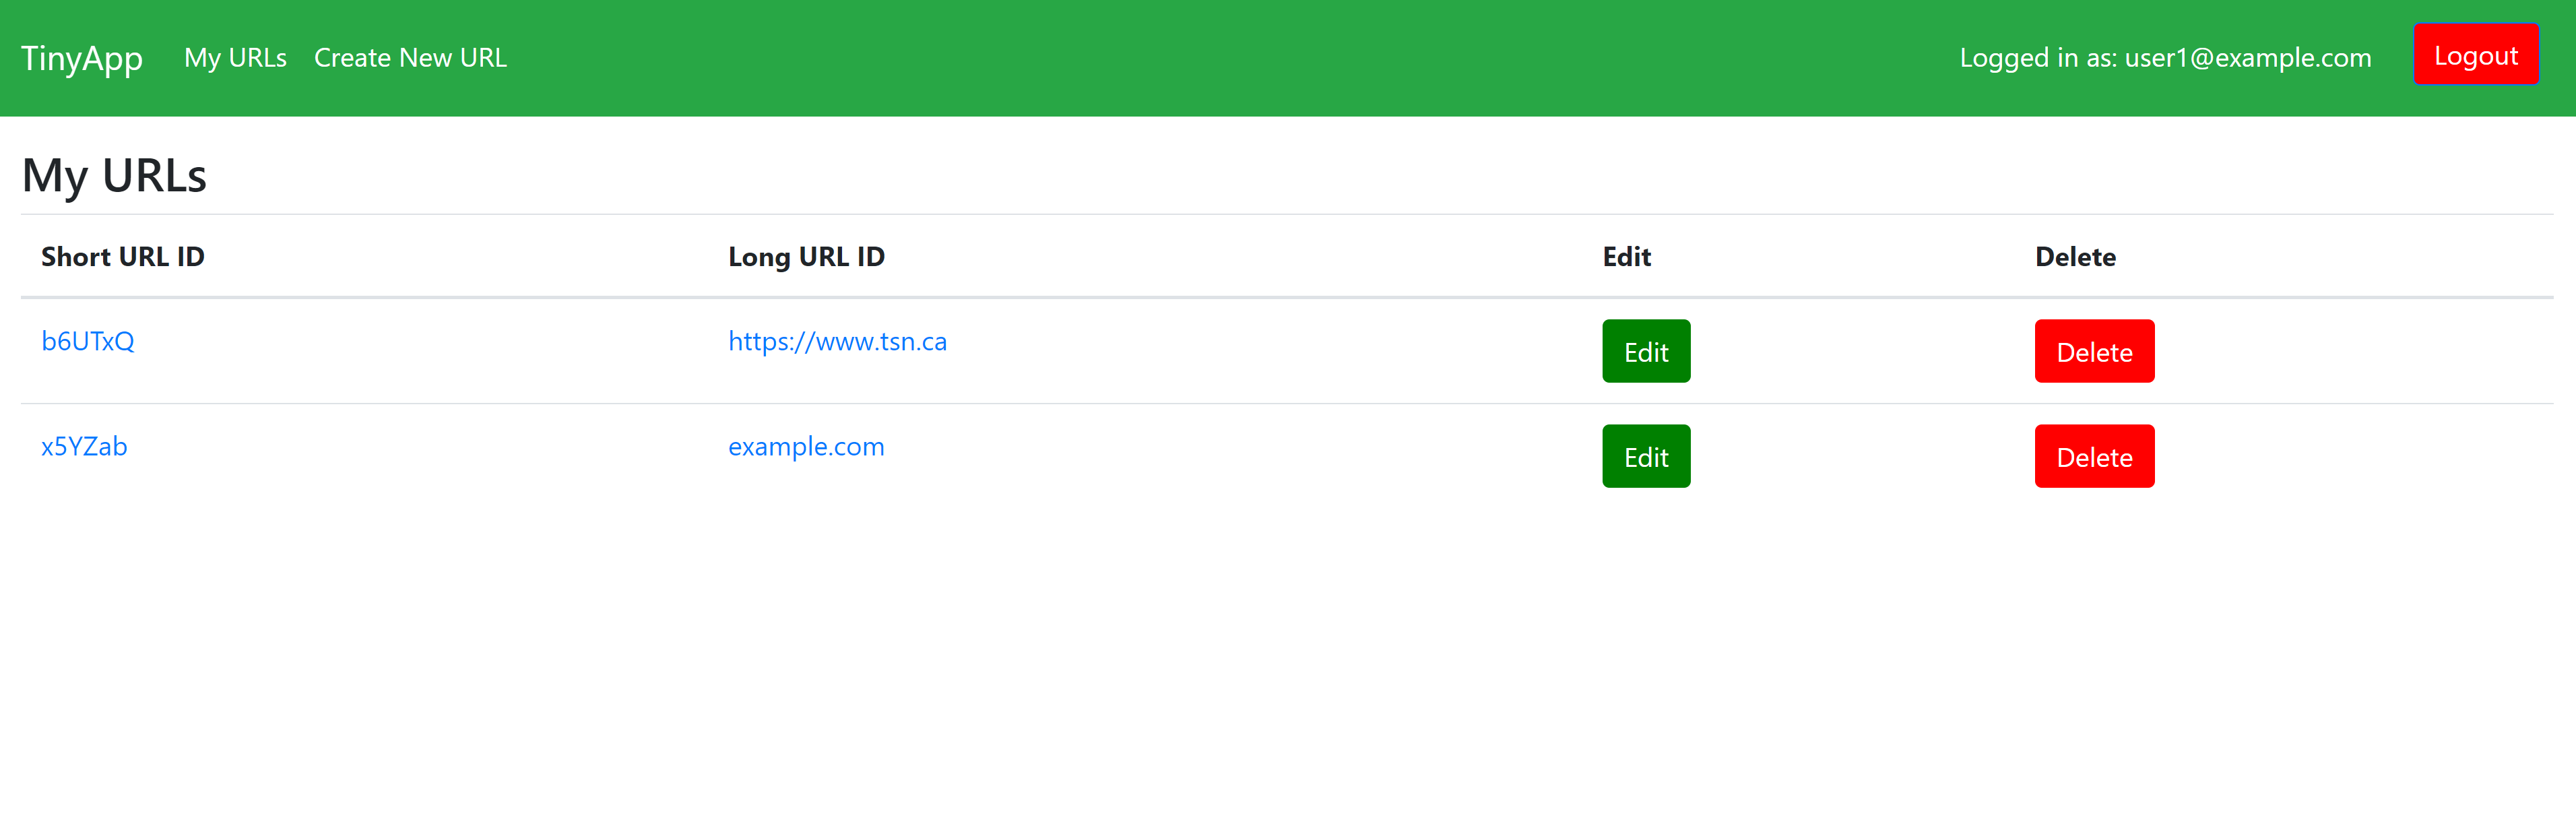 TinyApp My URLs Create New URL Logged in as: user1@example.com Logout
My URLs
Short URL ID Long URL ID Edit Delete
b6UTxQ https://www.tsn.ca Edit Delete
x5YZab example.com Edit Delete